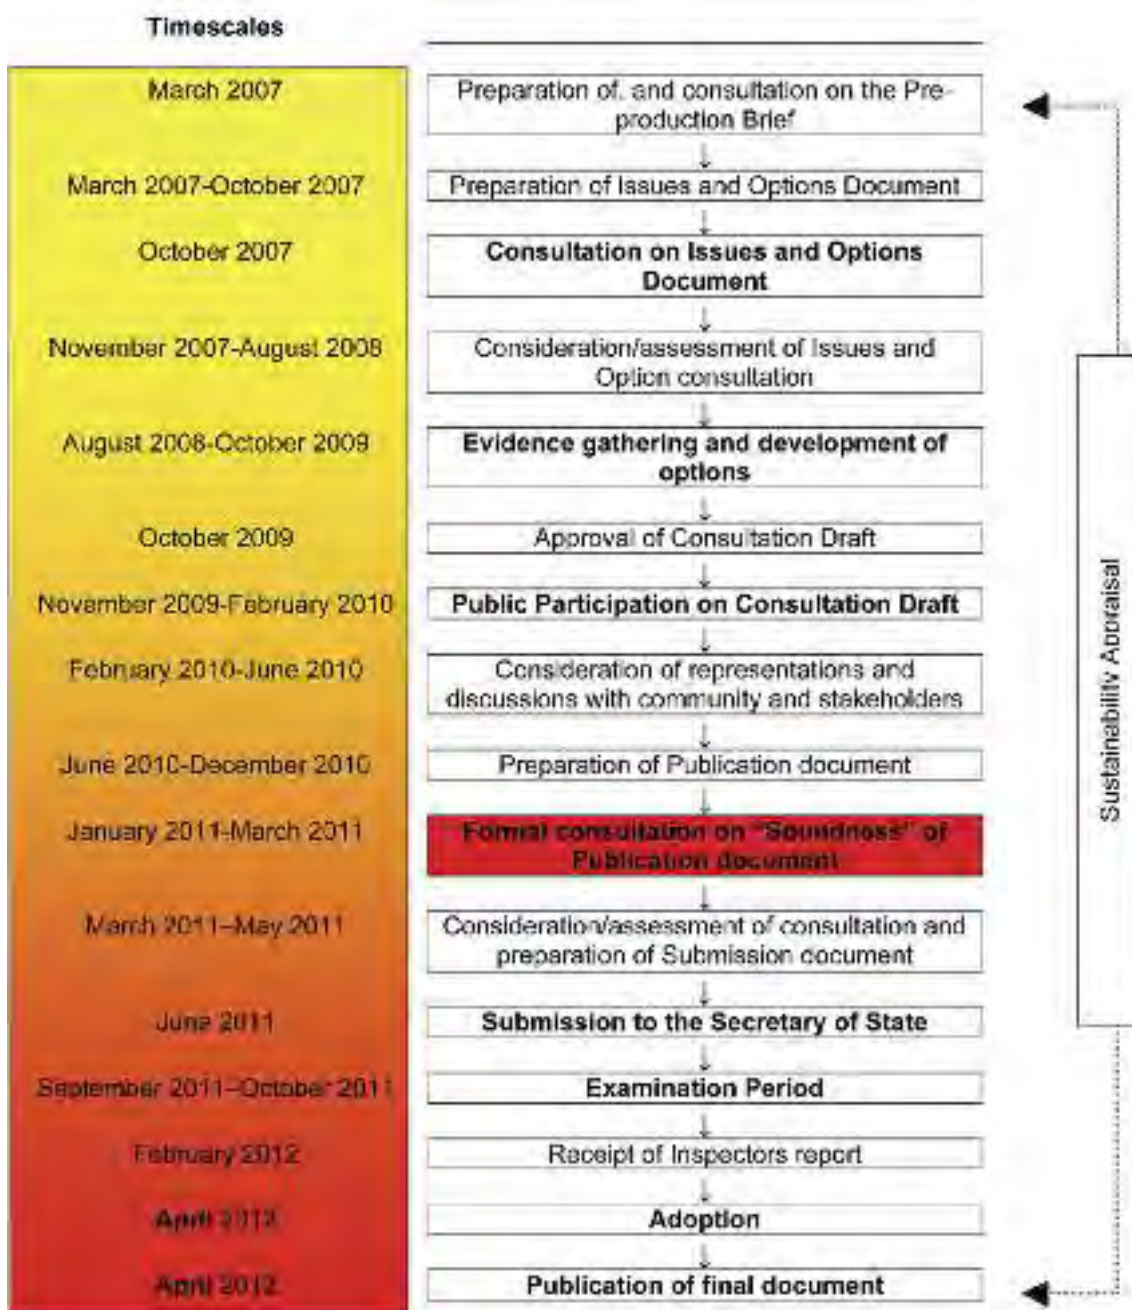 Timescales
March 2007
Preparation of, and consultation on the Pre-
production Brief
March 2007-October 2007
Preparation of Issues and Options Document
October 2007
Consultation on Issues and Options
Document
November 2007-August 2008
Consideration/assessment of Issues and
Option consultation
August 2008-October 2009
Evidence gathering and development of
options
October 2009
Approval of Consultation Draft
November 2009-February 2010
Public Participation on Consultation Draft
February 2010-June 2010
Consideration of representations and
discussions with community and stakeholders
June 2010-December 2010
Preparation of Publication document
January 2011-March 2011
Formal consultation on "Soundness" of
Publication document
March 2011–May 2011
Consideration/assessment of consultation and
preparation of Submission document
June 2011
Submission to the Secretary of State
September 2011–October 2011
Examination Period
February 2012
Receipt of Inspectors report
April 2012
Adoption
April 2012
Publication of final document
Sustainability Appraisal